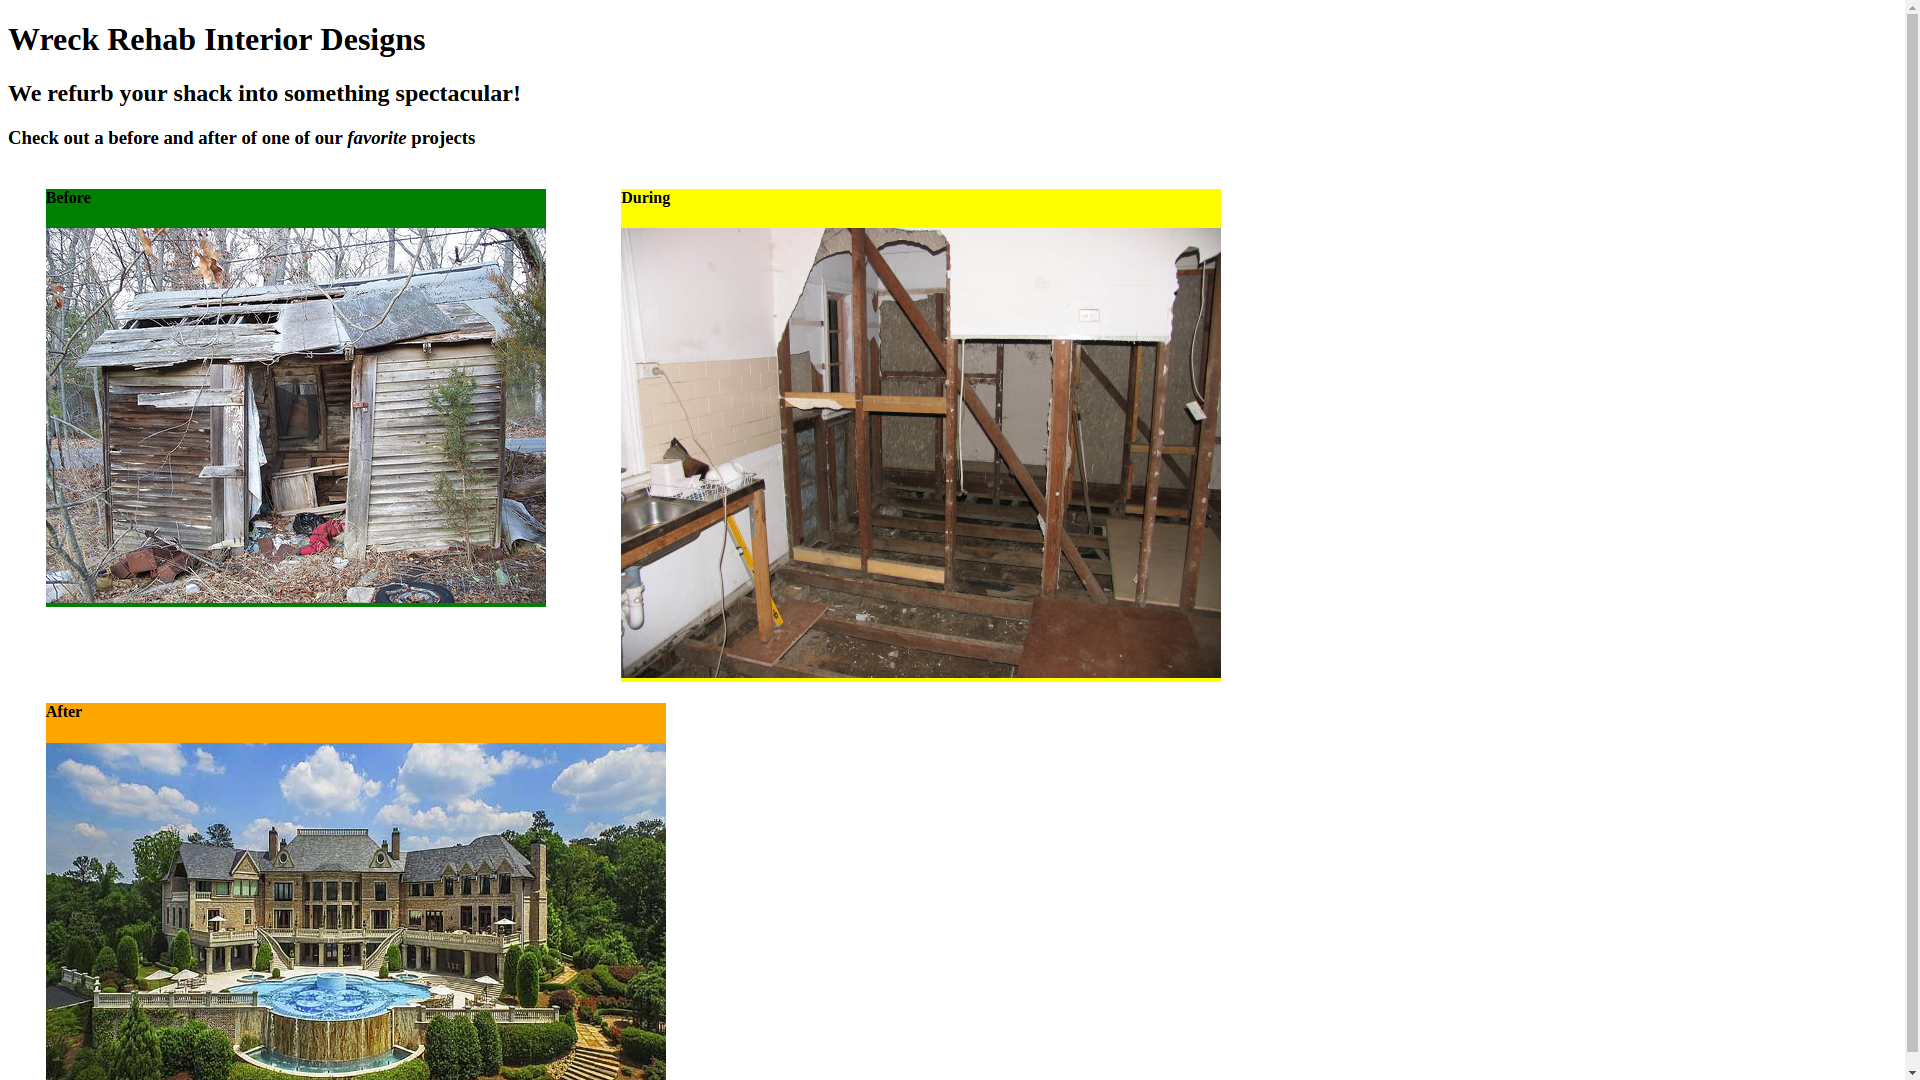 Wreck Rehab Interior Designs
We refurb your shack into something spectacular!
Check out a before and after of one of our favorite projects
Before
During
After